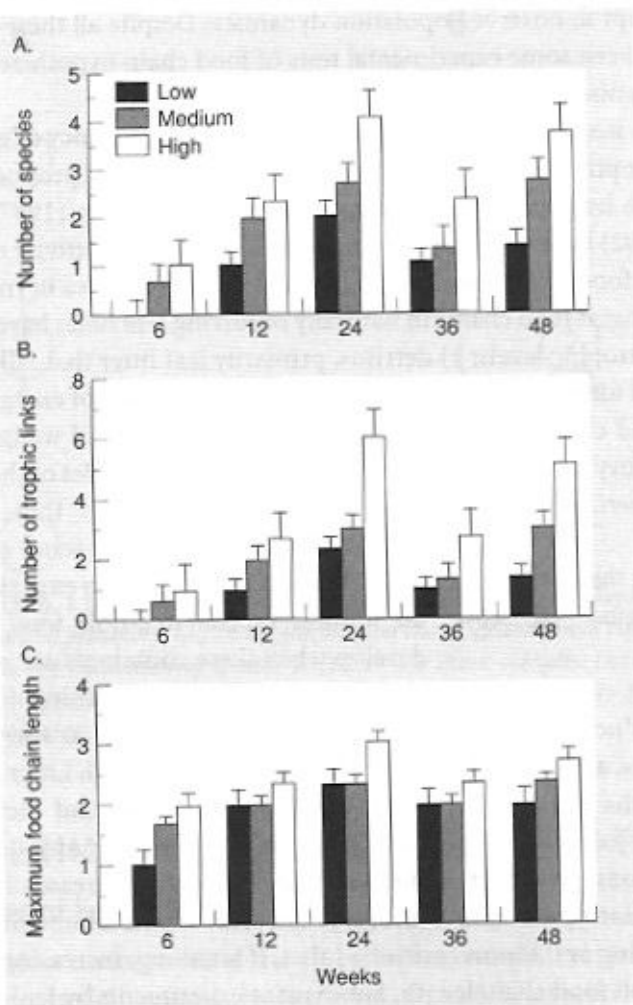 A.
Number of species
5
4
3
2
1
0
Low
Medium
High
6 12 24 36 48
B.
Number of trophic links
8
6
4
2
0
6 12 24 36 48
C.
Maximum food chain length
4
3
2
1
0
6 12 24 36 48
Weeks